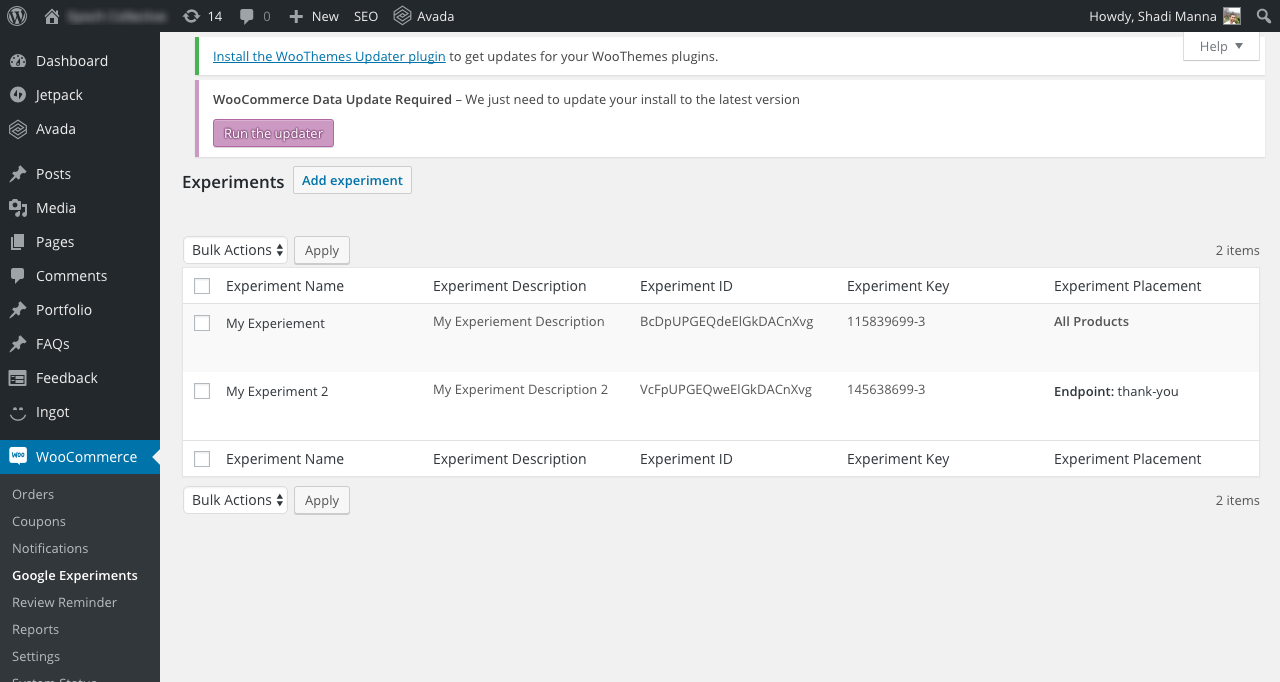 14 0 New SEO Avada Howdy, Shadi Manna
Dashboard
Jetpack
Avada
Posts
Media
Pages
Comments
Portfolio
FAQs
Feedback
Ingot
WooCommerce
Orders
Coupons
Notifications
Google Experiments
Review Reminder
Reports
Settings
System Status
Help
Install the WooThemes Updater plugin to get updates for your WooThemes plugins.
WooCommerce Data Update Required – We just need to update your install to the latest version
Run the updater
Experiments Add experiment
Bulk Actions Apply 2 items
Experiment Name Experiment Description Experiment ID Experiment Key Experiment Placement
My Experiement My Experiement Description BcDpUPGEQdeElGkDACnXvg 115839699-3 All Products
My Experiment 2 My Experiment Description 2 VcFpUPGEQweElGkDACnXvg 145638699-3 Endpoint: thank-you
Experiment Name Experiment Description Experiment ID Experiment Key Experiment Placement
Bulk Actions Apply 2 items